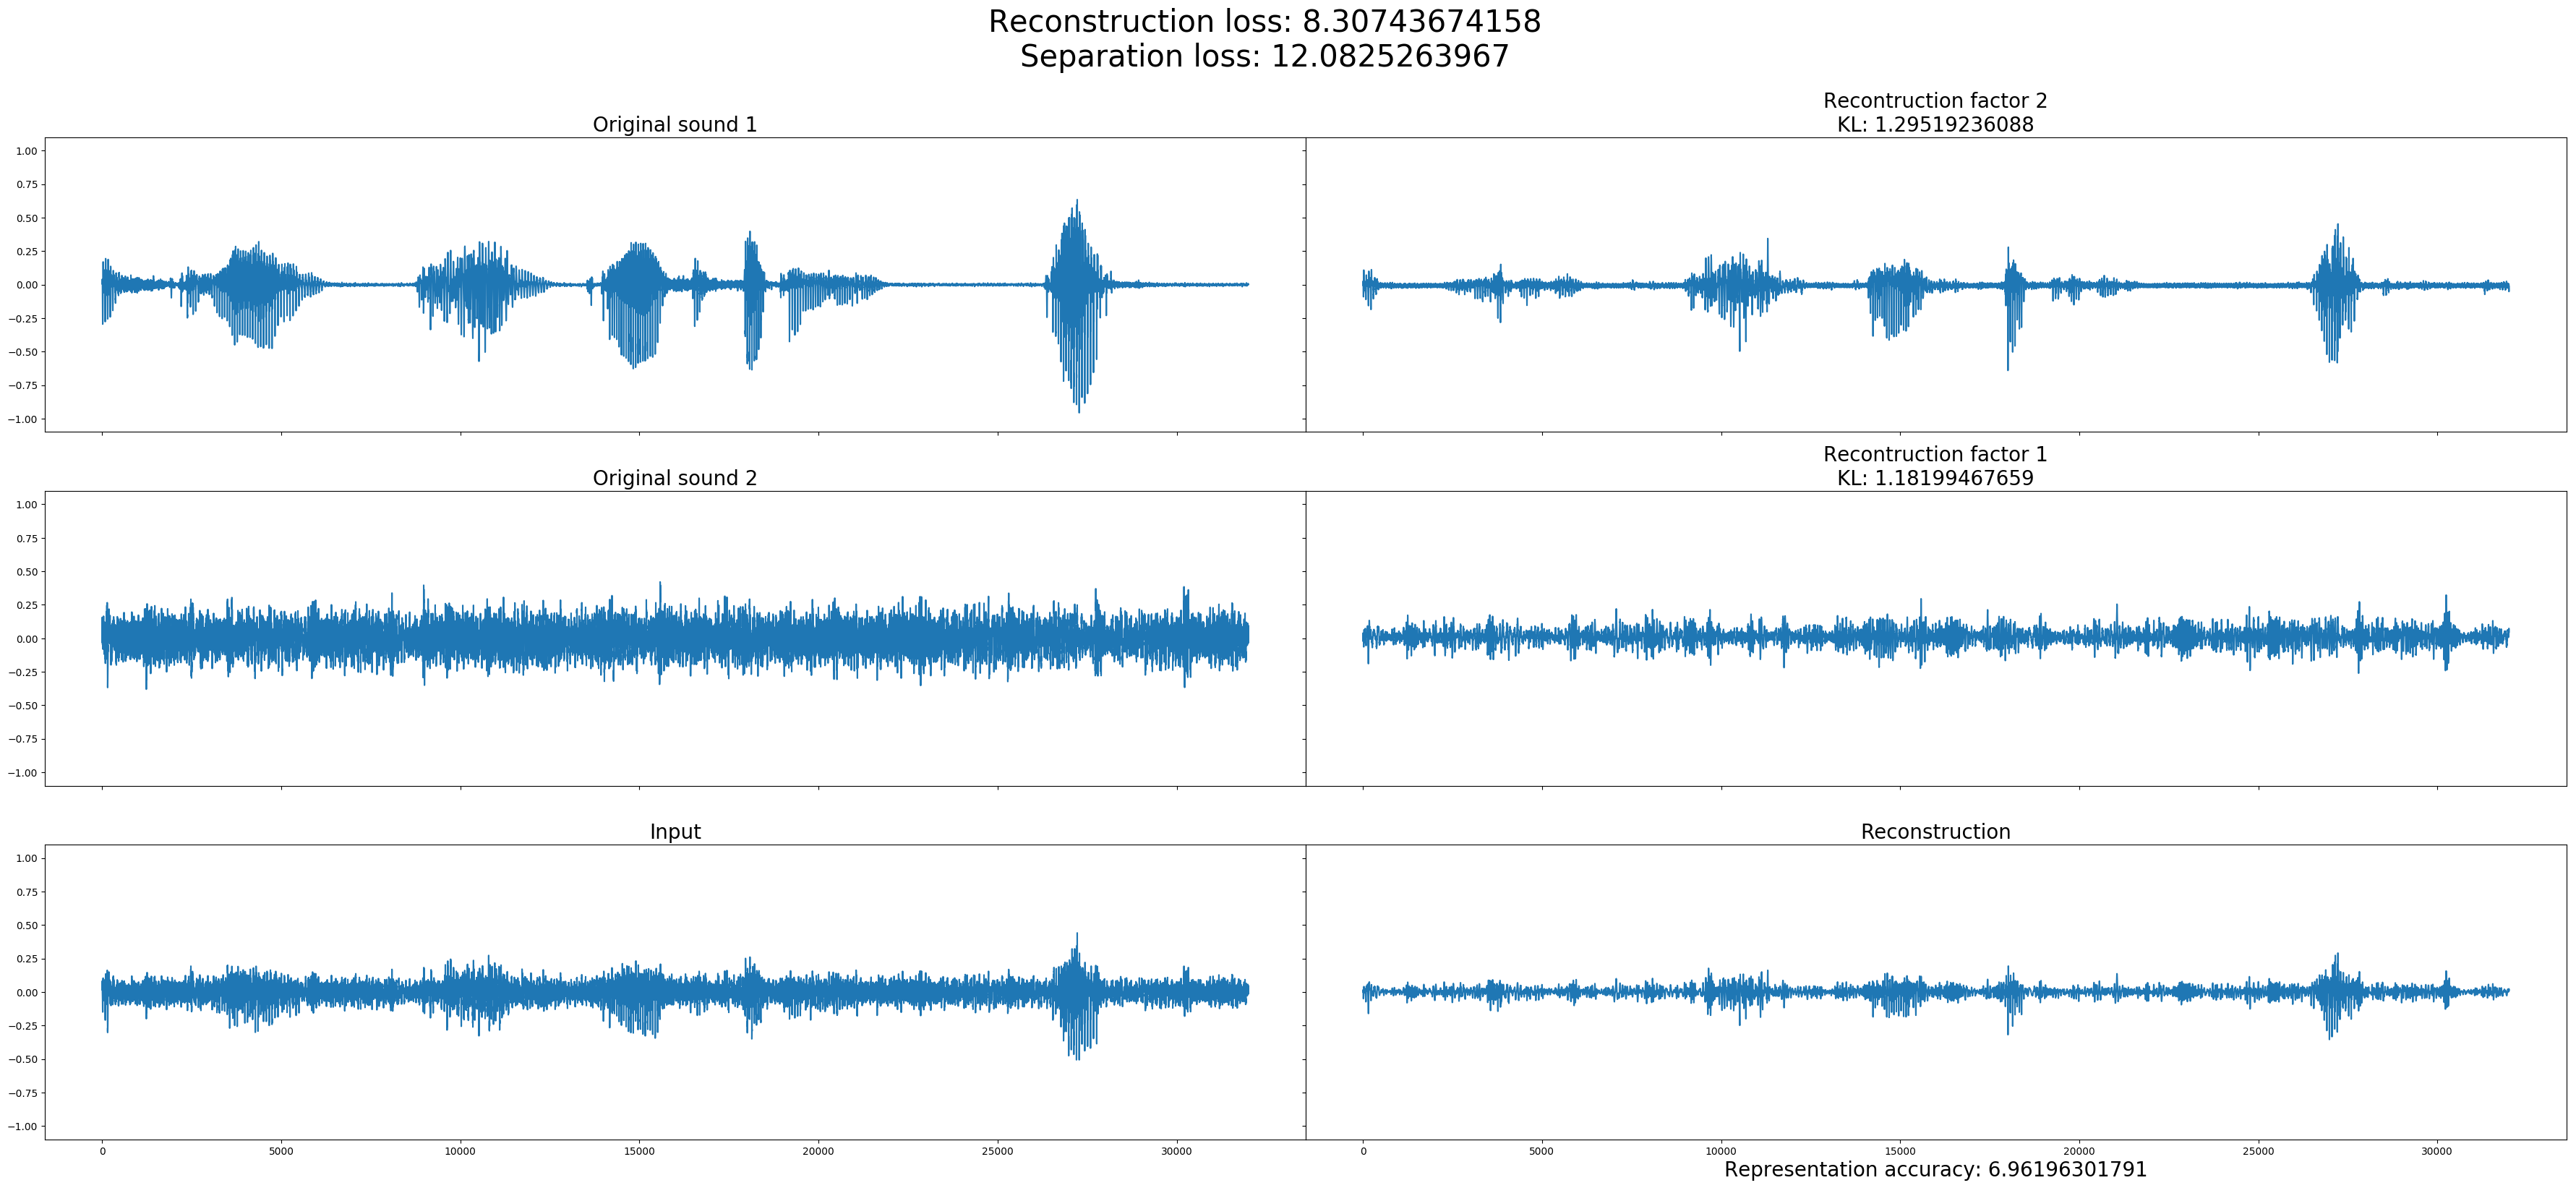 Reconstruction loss: 8.30743674158
Separation loss: 12.0825263967
Original sound 1
Recontruction factor 2
KL: 1.29519236088
1.00
0.75
0.50
0.25
0.00
−0.25
−0.50
−0.75
−1.00
Original sound 2
Recontruction factor 1
KL: 1.18199467659
1.00
0.75
0.50
0.25
0.00
−0.25
−0.50
−0.75
−1.00
Input
Reconstruction
1.00
0.75
0.50
0.25
0.00
−0.25
−0.50
−0.75
−1.00
0 5000 10000 15000 20000 25000 30000
0 5000 10000 15000 20000 25000 30000
Representation accuracy: 6.96196301791